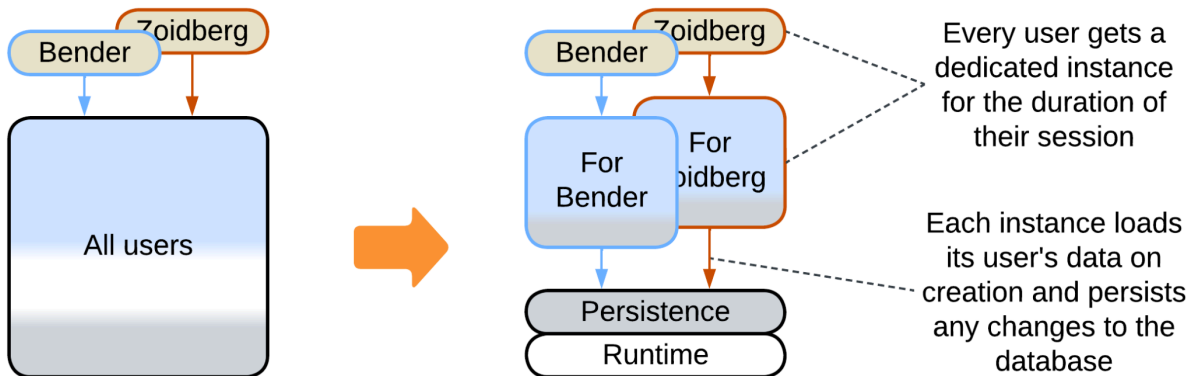 Zoidberg
Bender
All users
Zoidberg
Bender
For
Zoidberg
For
Bender
Persistence
Runtime
Every user gets a
dedicated instance
for the duration of
their session
Each instance loads
its user's data on
creation and persists
any changes to the
database